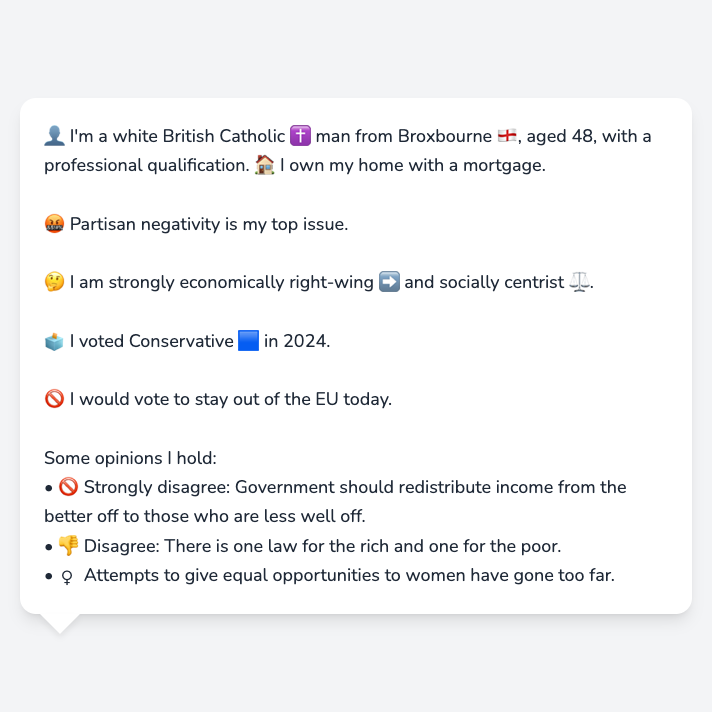 👤 I'm a white British Catholic ✝️ man from Broxbourne 🏴󠁧󠁢󠁥󠁮󠁧󠁿, aged 48, with a
professional qualification. 🏠 I own my home with a mortgage.
🤬 Partisan negativity is my top issue.
🤔 I am strongly economically right-wing ➡️ and socially centrist ⚖️.
🗳️ I voted Conservative 🟦 in 2024.
🚫 I would vote to stay out of the EU today.
Some opinions I hold:
• 🚫 Strongly disagree: Government should redistribute income from the
better off to those who are less well off.
• 👎 Disagree: There is one law for the rich and one for the poor.
• ♀ Attempts to give equal opportunities to women have gone too far.